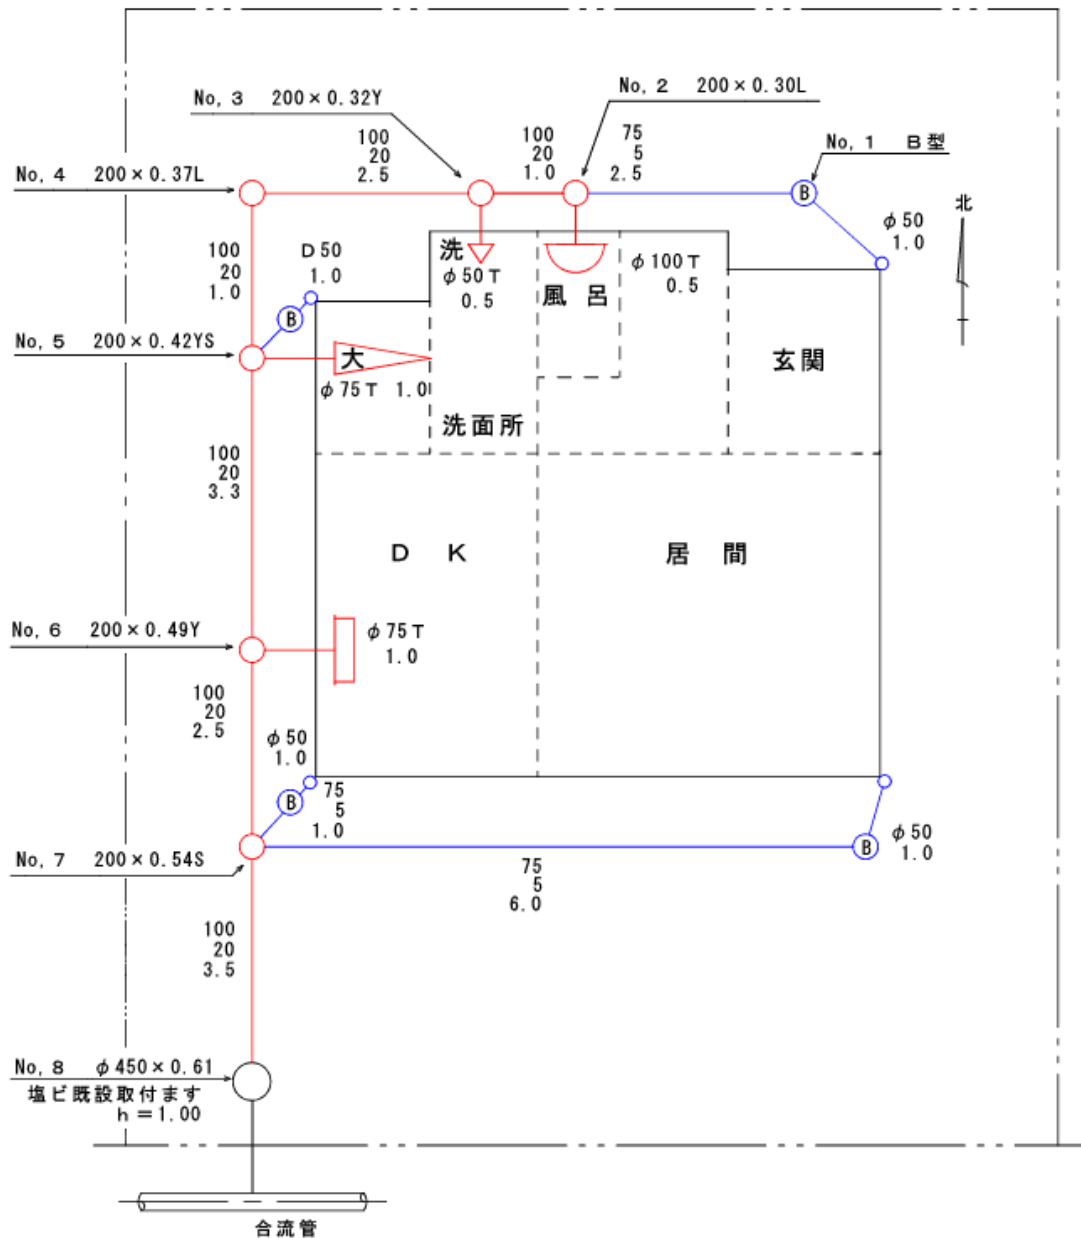 No, 3 200×0.32Y
No, 2 200×0.30L
No, 1 B型
No, 4 200×0.37L
100
20
2.5
100
20
1.0
75
5
2.5
B
北
φ50
1.0
100
20
1.0
D50
1.0
B
洗
φ50T
0.5
風呂
φ100T
0.5
No, 5 200×0.42YS
大
φ75T 1.0
玄関
洗面所
100
20
3.3
DK
居間
No, 6 200×0.49Y
φ75T
1.0
100
20
2.5
φ50
1.0
B
75
5
1.0
No, 7 200×0.54S
B
φ50
1.0
75
5
6.0
100
20
3.5
No, 8 φ450×0.61
塩ビ既設取付ます
h=1.00
合流管